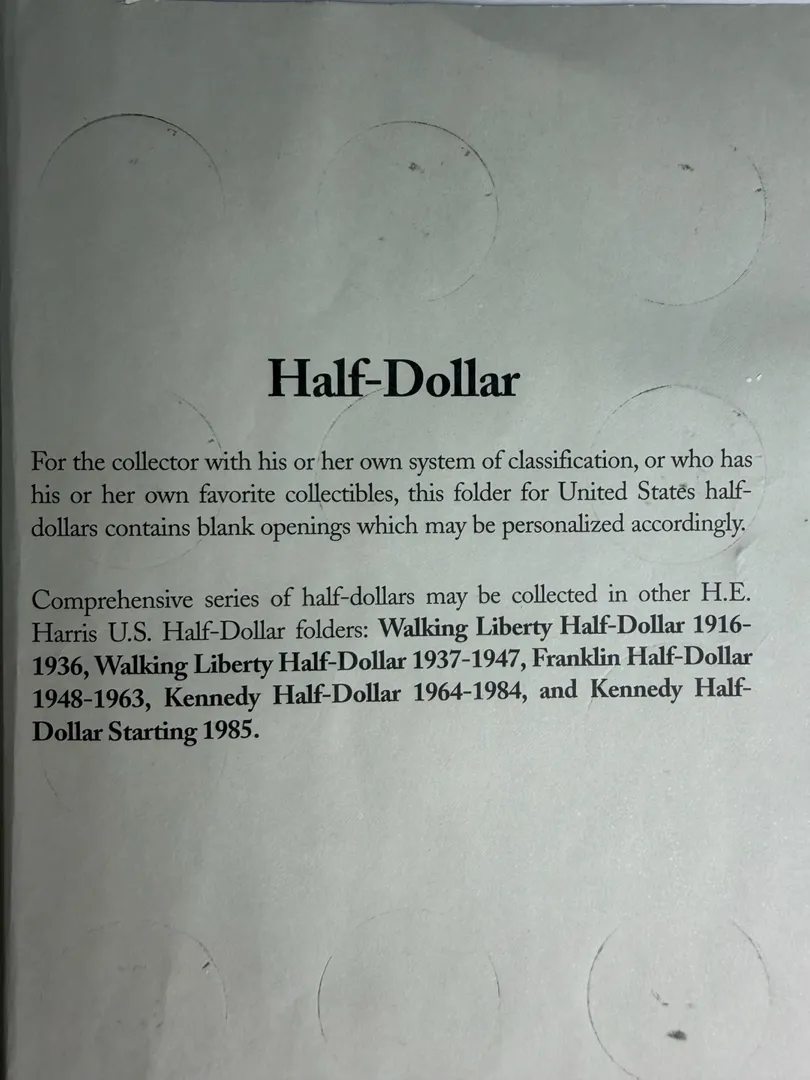 Half-Dollar
For the collector with his or her own system of classification, or who has
his or her own favorite collectibles, this folder for United States half-
dollars contains blank openings which may be personalized accordingly.
Comprehensive series of half-dollars may be collected in other H.E.
Harris U.S. Half-Dollar folders: Walking Liberty Half-Dollar 1916-
1936, Walking Liberty Half-Dollar 1937-1947, Franklin Half-Dollar
1948-1963, Kennedy Half-Dollar 1964-1984, and Kennedy Half-
Dollar Starting 1985.